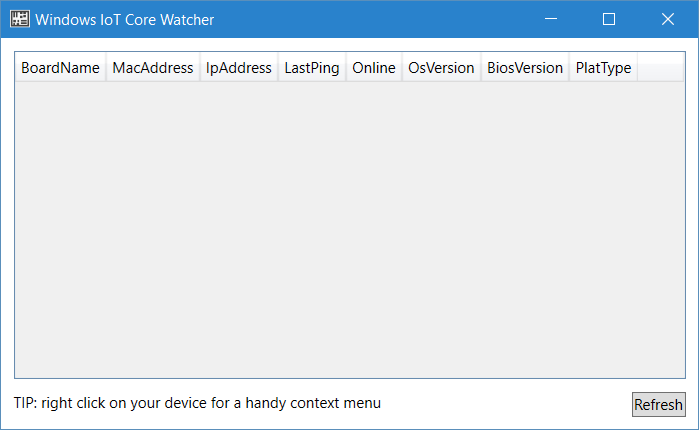 Windows IoT Core Watcher
BoardName MacAddress IpAddress LastPing Online OsVersion BiosVersion PlatType
TIP: right click on your device for a handy context menu
Refresh